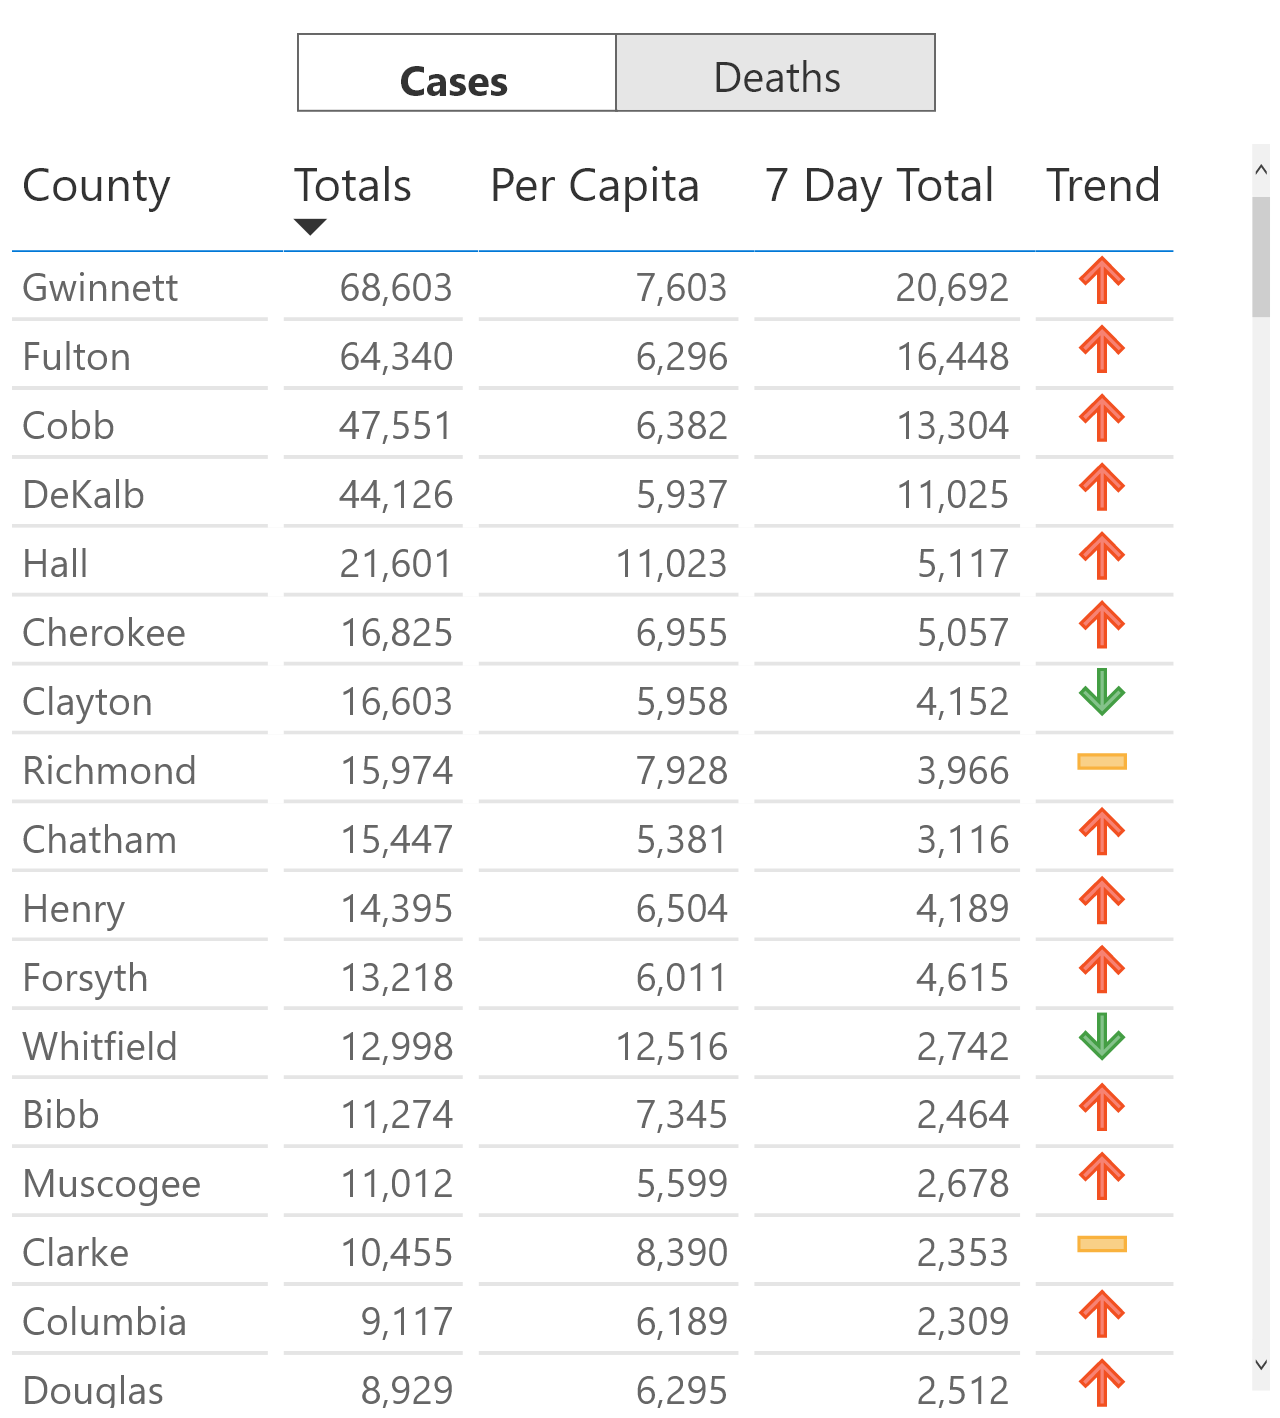 Cases Deaths
County Totals Per Capita 7 Day Total Trend
Gwinnett 68,603 7,603 20,692
Fulton 64,340 6,296 16,448
Cobb 47,551 6,382 13,304
DeKalb 44,126 5,937 11,025
Hall 21,601 11,023 5,117
Cherokee 16,825 6,955 5,057
Clayton 16,603 5,958 4,152
Richmond 15,974 7,928 3,966
Chatham 15,447 5,381 3,116
Henry 14,395 6,504 4,189
Forsyth 13,218 6,011 4,615
Whitfield 12,998 12,516 2,742
Bibb 11,274 7,345 2,464
Muscogee 11,012 5,599 2,678
Clarke 10,455 8,390 2,353
Columbia 9,117 6,189 2,309
Douglas 8,929 6,295 2,512